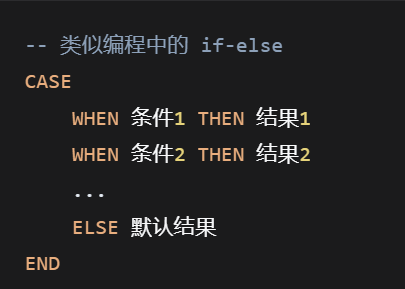 -- 类似编程中的 if-else
CASE
    WHEN 条件1 THEN 结果1
    WHEN 条件2 THEN 结果2
    ...
    ELSE 默认结果
END